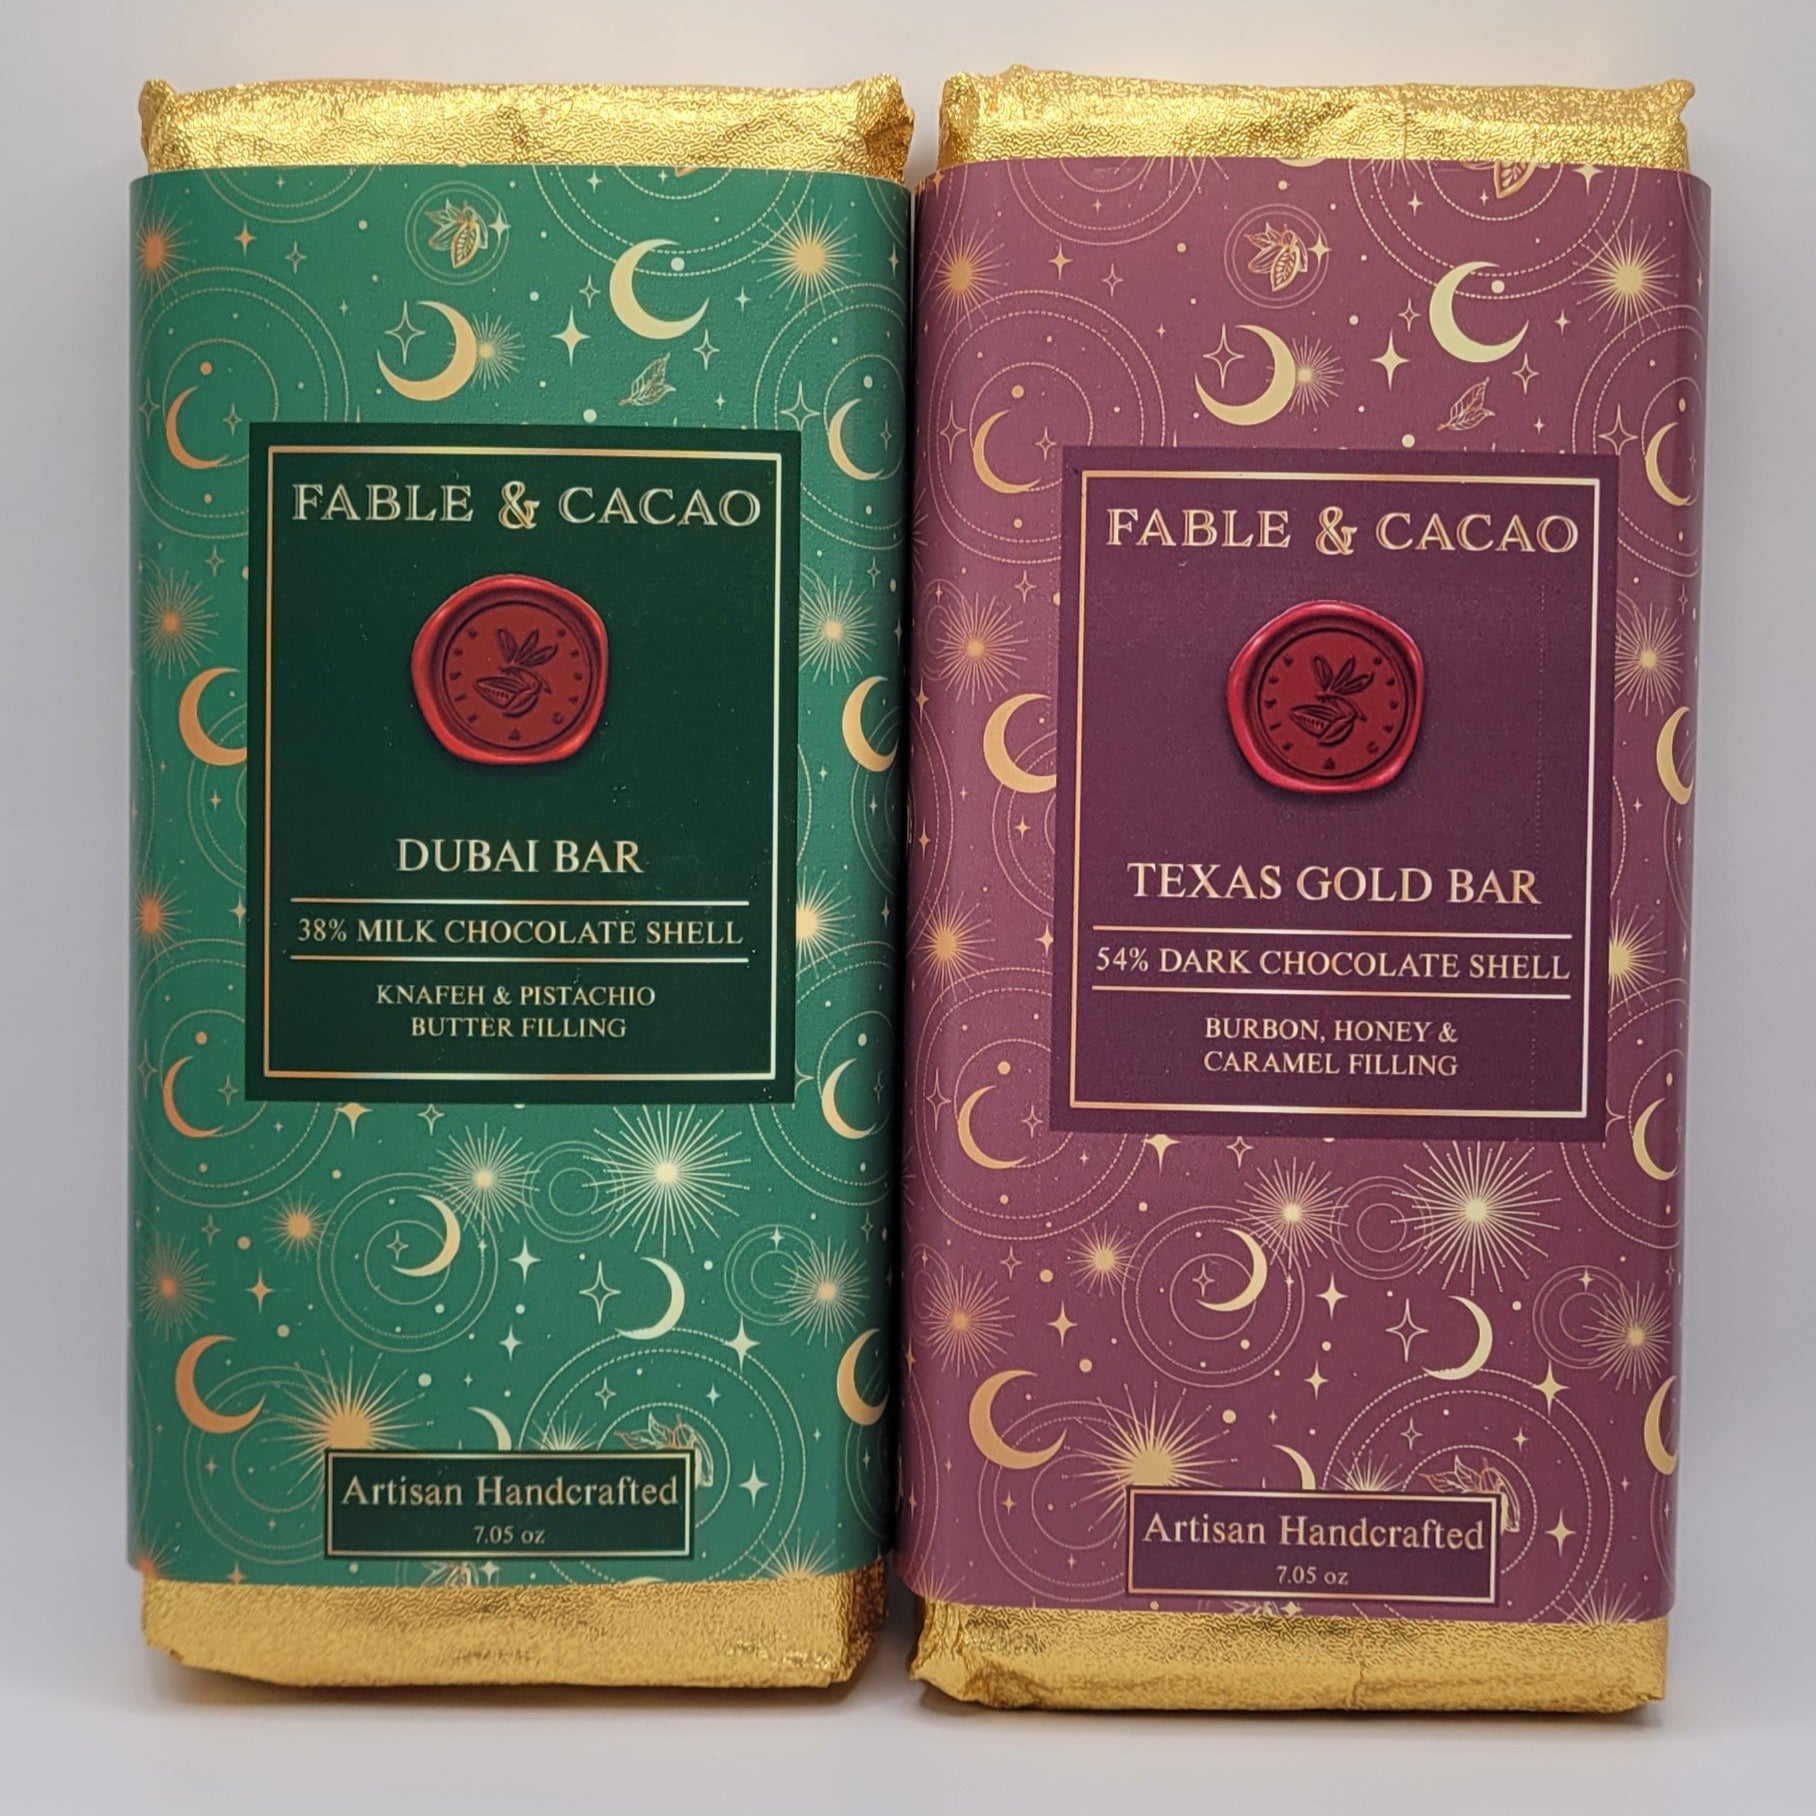 FABLE & CACAO
DUBAI BAR
38% MILK CHOCOLATE SHELL
KNAFEH & PISTACHIO
BUTTER FILLING
Artisan Handcrafted
7.05 oz
FABLE & CACAO
TEXAS GOLD BAR
54% DARK CHOCOLATE SHELL
BURBON, HONEY &
CARAMEL FILLING
Artisan Handcrafted
7.05 oz